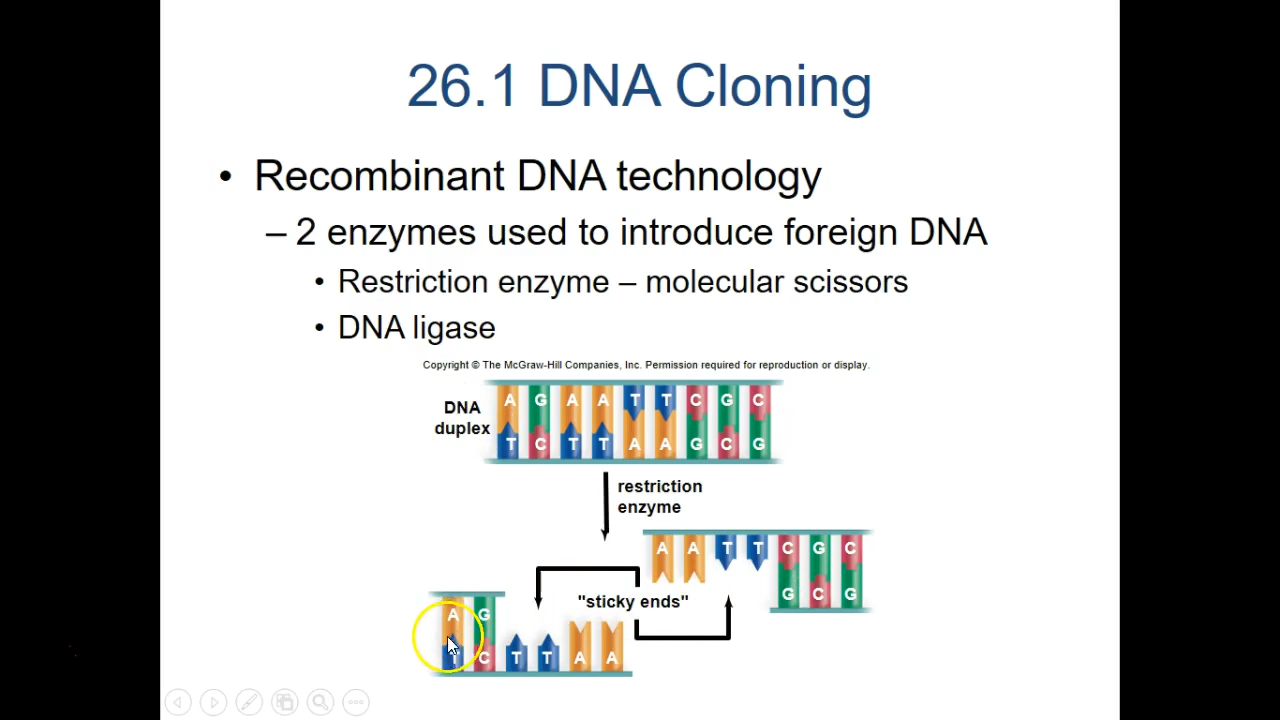 26.1 DNA Cloning
• Recombinant DNA technology
– 2 enzymes used to introduce foreign DNA
• Restriction enzyme – molecular scissors
• DNA ligase
Copyright © The McGraw-Hill Companies, Inc. Permission required for reproduction or display.
DNA
duplex
A G A A T T C G C
T C T T A A G C G
restriction
enzyme
A A T T C G C
G C G
"sticky ends"
A G
T C T T A A